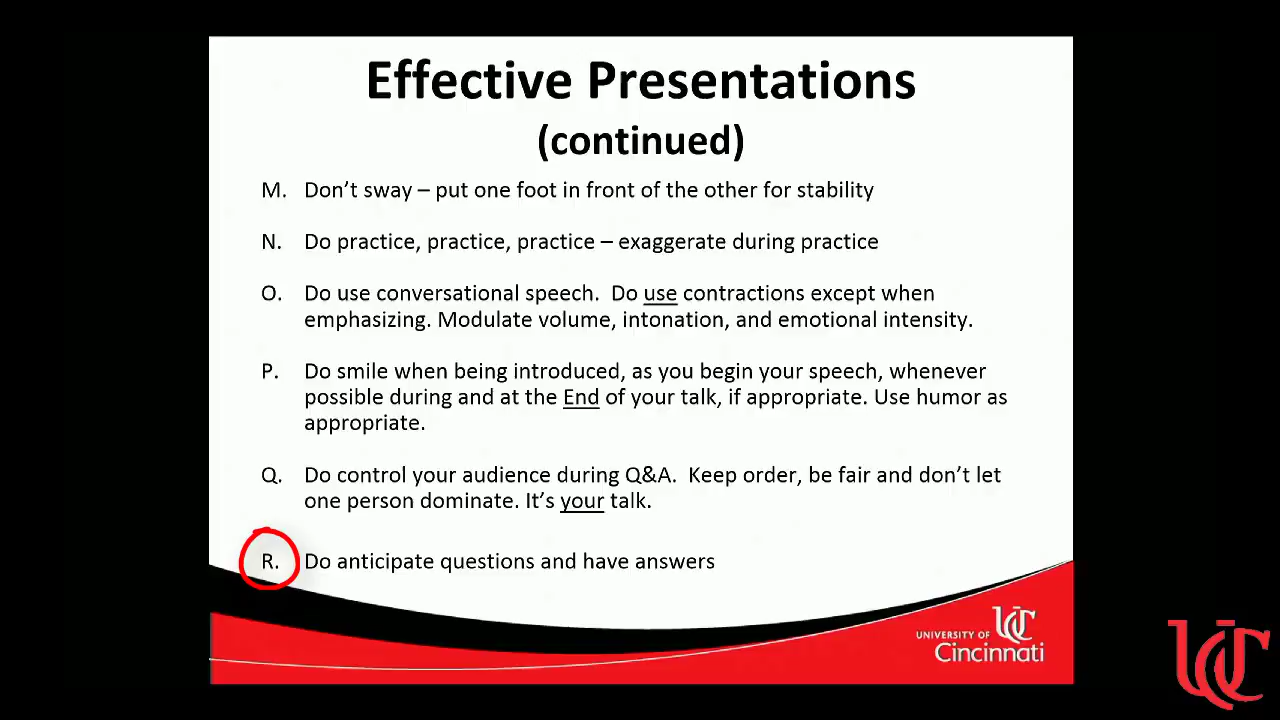 Effective Presentations
(continued)
M. Don’t sway – put one foot in front of the other for stability
N. Do practice, practice, practice – exaggerate during practice
O. Do use conversational speech.  Do use contractions except when
emphasizing. Modulate volume, intonation, and emotional intensity.
P. Do smile when being introduced, as you begin your speech, whenever
possible during and at the End of your talk, if appropriate. Use humor as
appropriate.
Q. Do control your audience during Q&A.  Keep order, be fair and don’t let
one person dominate. It’s your talk.
R. Do anticipate questions and have answers
UNIVERSITY OF UC
Cincinnati
UC